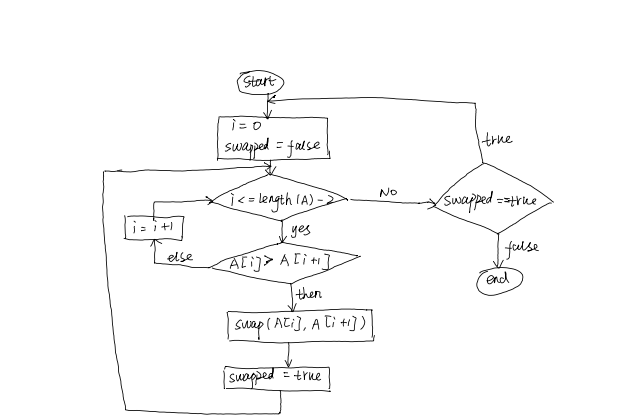 Start
i = 0
swapped = false
true
i <= length (A) - 2
No
swapped == true
i = i + 1
yes
false
else
A[i] > A[i+1]
end
then
swap (A[i], A[i+1])
swapped = true